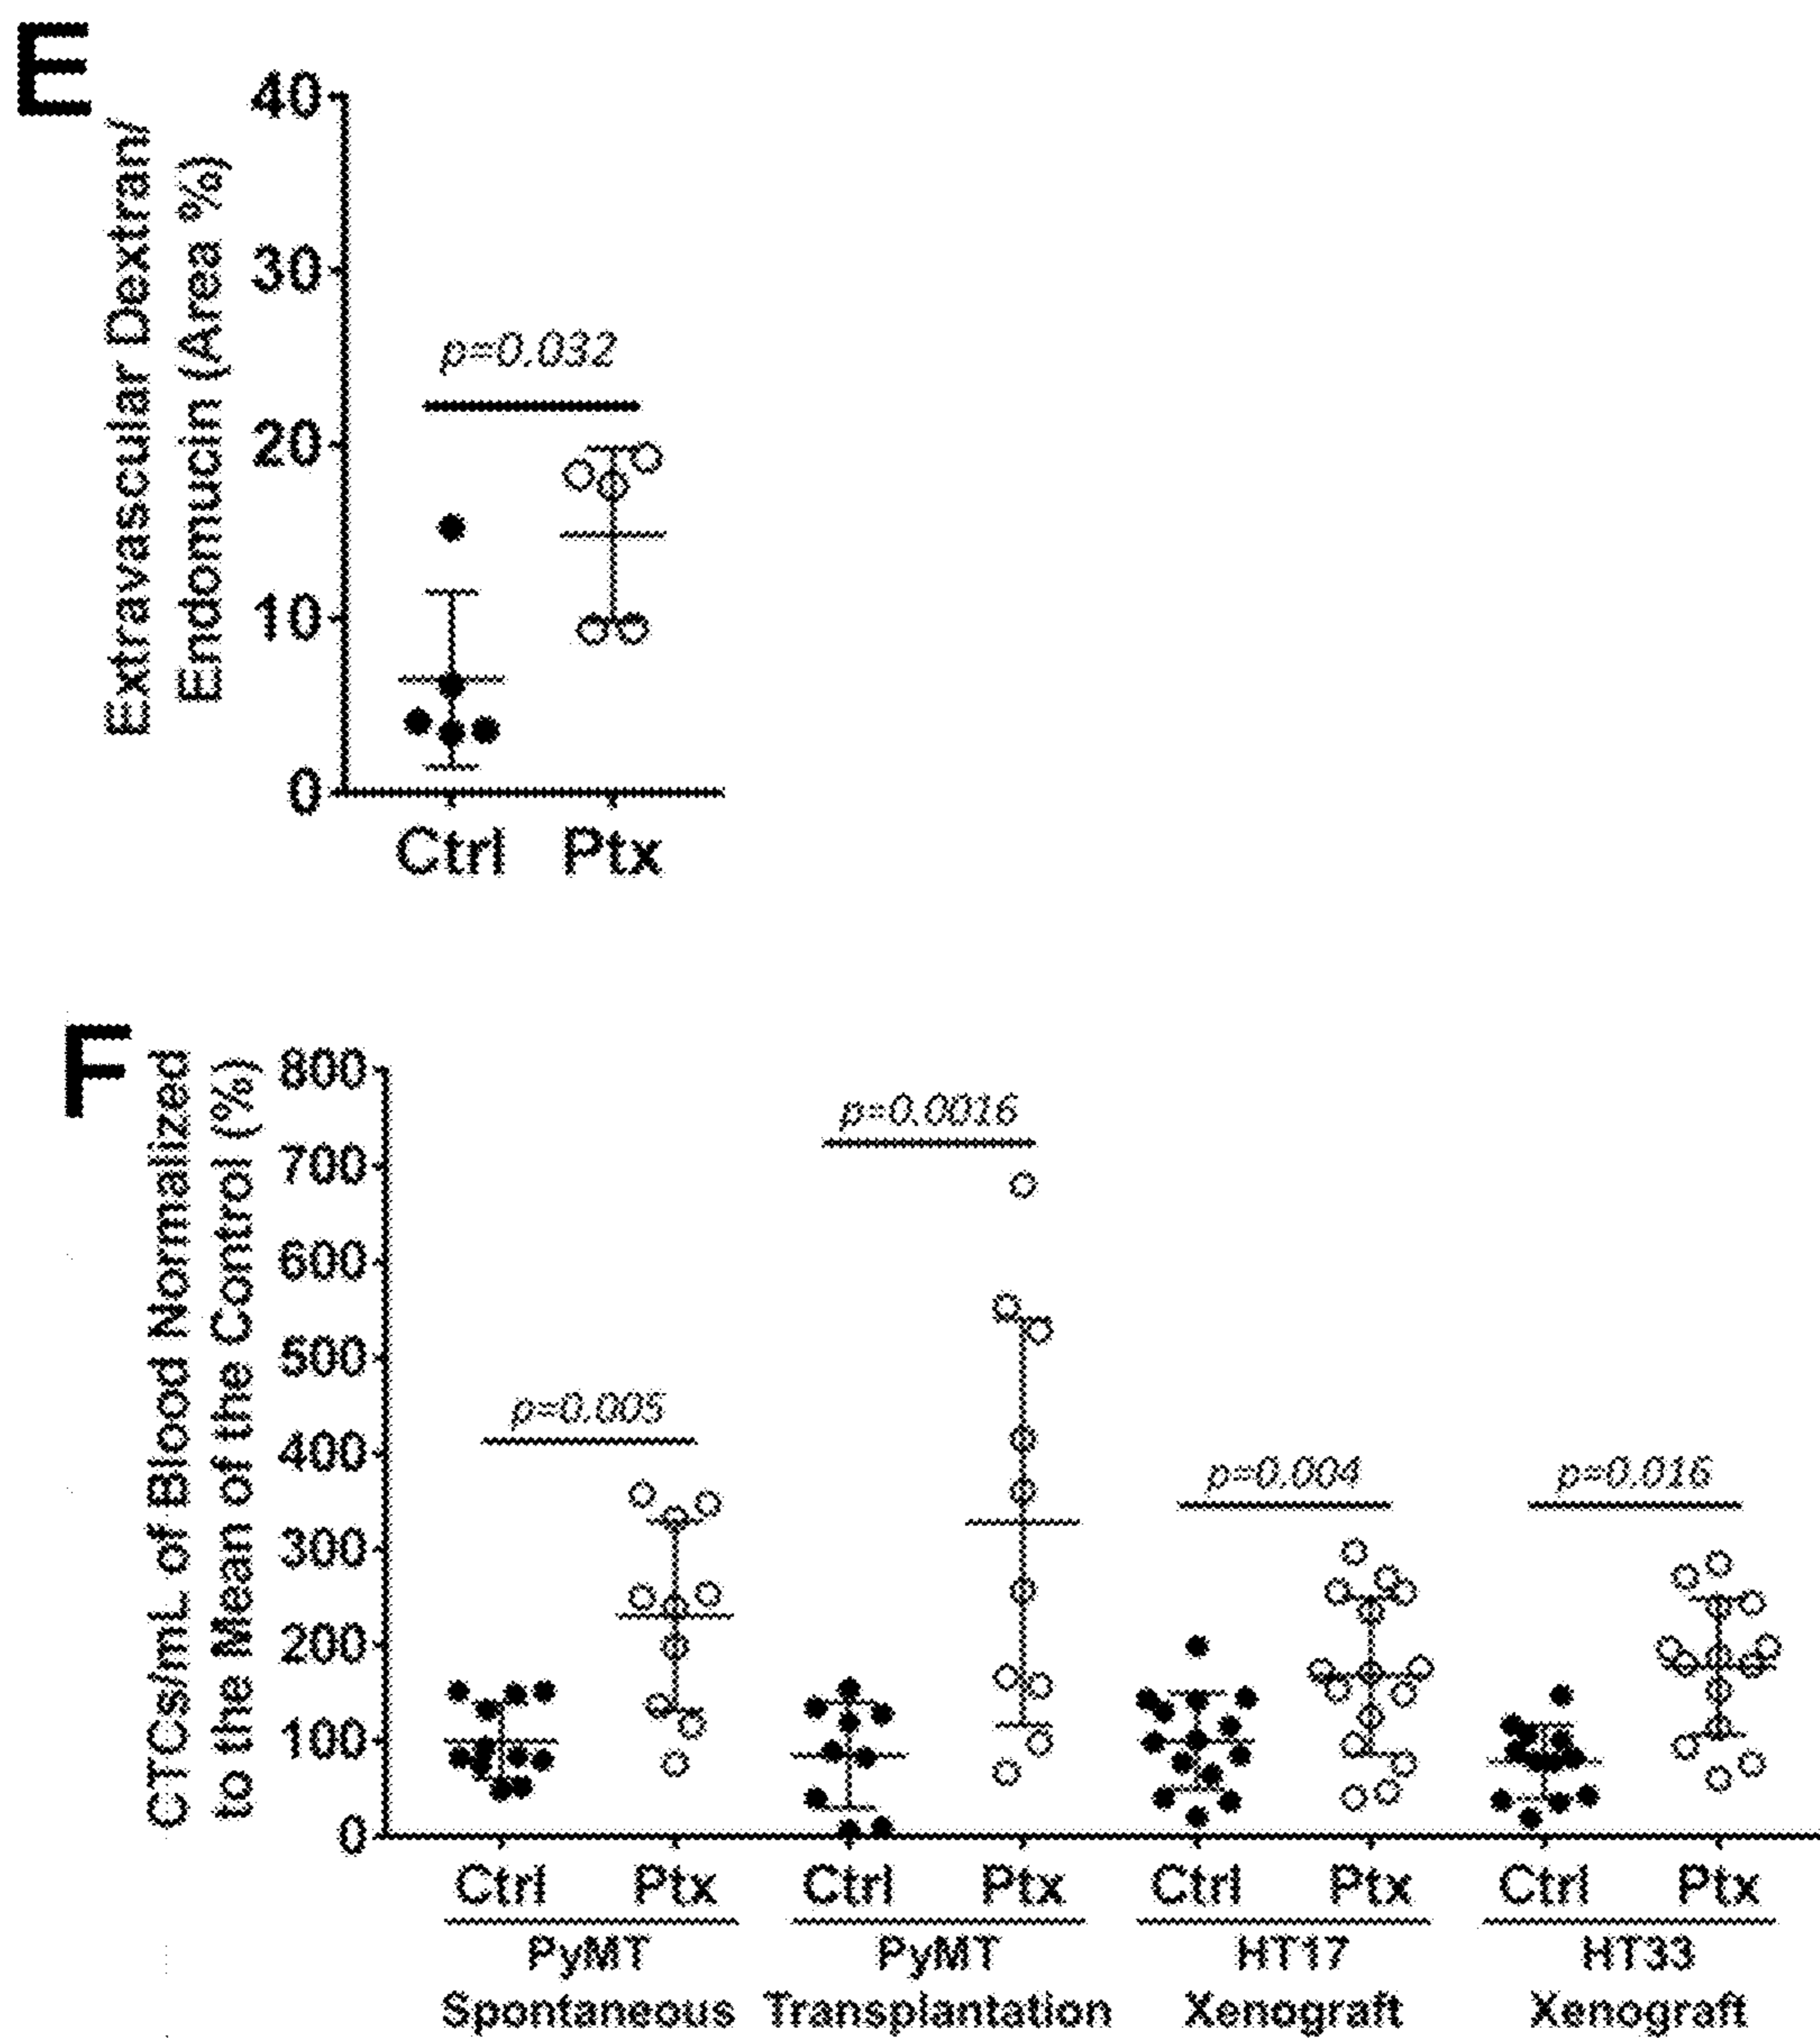 E
Extravascular Dextran/
Endomucin (Area %)
40
30
20
10
0
p=0.032
Ctrl Ptx
F
CTCs/mL of Blood Normalized
to the Mean of the Control (%)
800
700
600
500
400
300
200
100
0
p=0.005
p=0.0016
p=0.004
p=0.016
Ctrl Ptx Ctrl Ptx Ctrl Ptx Ctrl Ptx
PyMT PyMT HT17 HT33
Spontaneous Transplantation Xenograft Xenograft